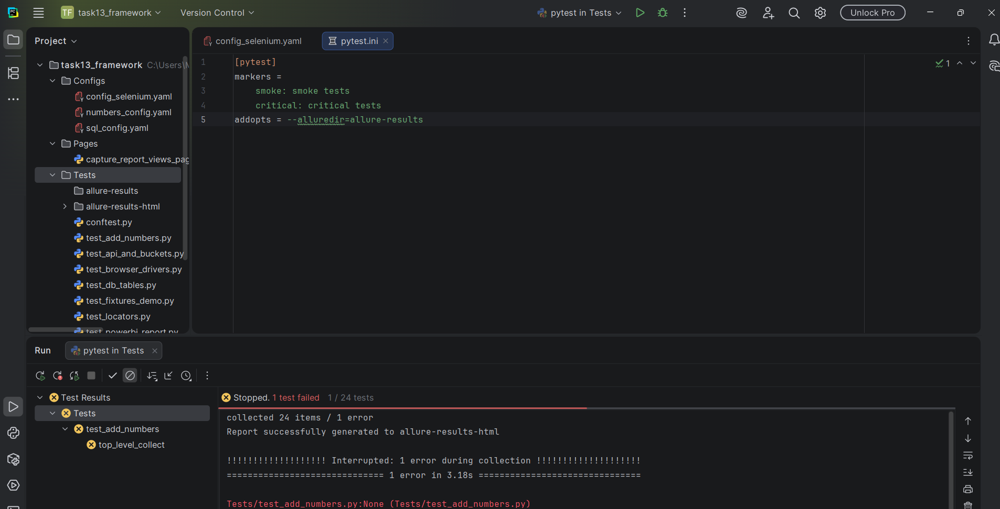 PC
TF task13_framework Version Control pytest in Tests Unlock Pro
Project
task13_framework C:\Users\
Configs
config_selenium.yaml
numbers_config.yaml
sql_config.yaml
Pages
capture_report_views_pag
Tests
allure-results
allure-results-html
conftest.py
test_add_numbers.py
test_api_and_buckets.py
test_browser_drivers.py
test_db_tables.py
test_fixtures_demo.py
test_locators.py
test_powerbi_report.py
config_selenium.yaml pytest.ini
1 [pytest] 1
2 markers =
3 smoke: smoke tests
4 critical: critical tests
5 addopts = --alluredir=allure-results
Run pytest in Tests
Test Results
Tests
test_add_numbers
top_level_collect
Stopped. 1 test failed 1 / 24 tests
collected 24 items / 1 error
Report successfully generated to allure-results-html
!!!!!!!!!!!!!!!!!!! Interrupted: 1 error during collection !!!!!!!!!!!!!!!!!!!!
============================== 1 error in 3.18s ===============================
Tests/test_add_numbers.py:None (Tests/test_add_numbers.py)